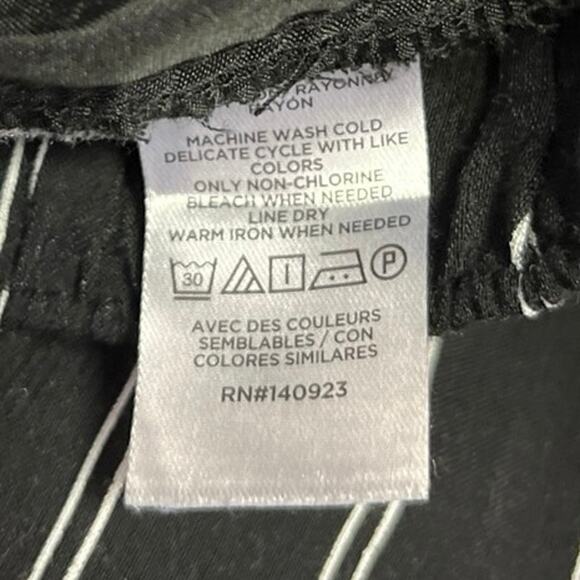 RAYONNE
RAYÓN
MACHINE WASH COLD
DELICATE CYCLE WITH LIKE
COLORS
ONLY NON-CHLORINE
BLEACH WHEN NEEDED
LINE DRY
WARM IRON WHEN NEEDED
30 P
AVEC DES COULEURS
SEMBLABLES / CON
COLORES SIMILARES
RN#140923